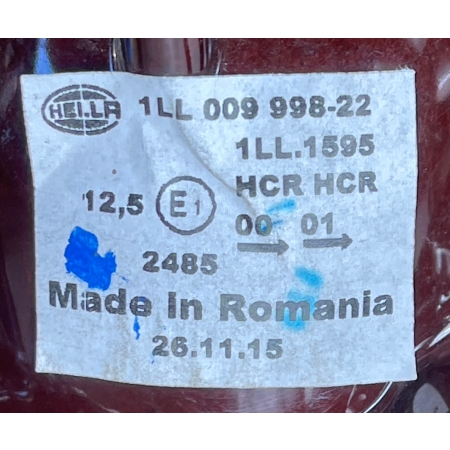 HELLA
1LL 009 998-22
1LL.1595
HCR HCR
12,5 E1
00 01
2485
Made In Romania
26.11.15